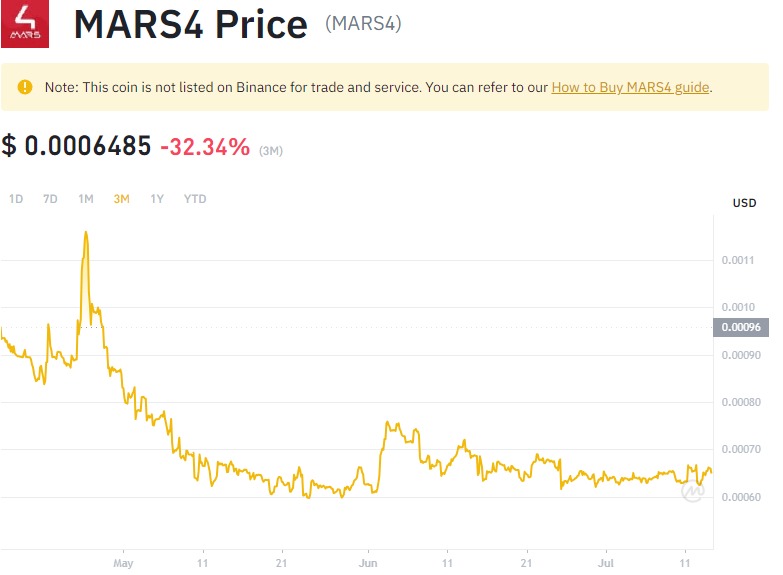 4
MARS
MARS4 Price (MARS4)
Note: This coin is not listed on Binance for trade and service. You can refer to our How to Buy MARS4 guide.
$ 0.0006485 -32.34% (3M)
1D 7D 1M 3M 1Y YTD
USD
0.0011
0.0010
0.00096
0.00090
0.00080
0.00070
0.00060
May 11 21 Jun 11 21 Jul 11